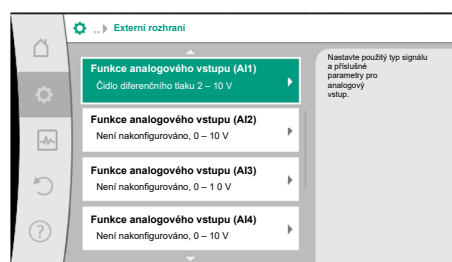 ..❥ Externí rozhraní
Funkce analogového vstupu (AI1)
Čidlo diferenčního tlaku 2 – 10 V
Funkce analogového vstupu (AI2)
Není nakonfigurováno, 0 – 10 V
Funkce analogového vstupu (AI3)
Není nakonfigurováno, 0 – 1 0 V
Funkce analogového vstupu (AI4)
Není nakonfigurováno, 0 – 10 V
Nastavte použitý typ signálu
a příslušné
parametry pro
analogový
vstup.
?